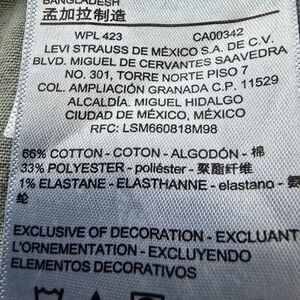 BANGLADESH
孟加拉制造
WPL 423 CA00342
LEVI STRAUSS DE MÉXICO S.A. DE C.V.
BLVD. MIGUEL DE CERVANTES SAAVEDRA
NO. 301, TORRE NORTE PISO 7
COL. AMPLIACIÓN GRANADA C.P. 11529
ALCALDÍA. MIGUEL HIDALGO
CIUDAD DE MÉXICO, MÉXICO
RFC: LSM660818M98
66% COTTON - COTON - ALGODÓN - 棉
33% POLYESTER - poliéster - 聚酯纤维
1% ELASTANE - ELASTHANNE - elastano - 氨
纶
EXCLUSIVE OF DECORATION - EXCLUANT
L'ORNEMENTATION - EXCLUYENDO
ELEMENTOS DECORATIVOS